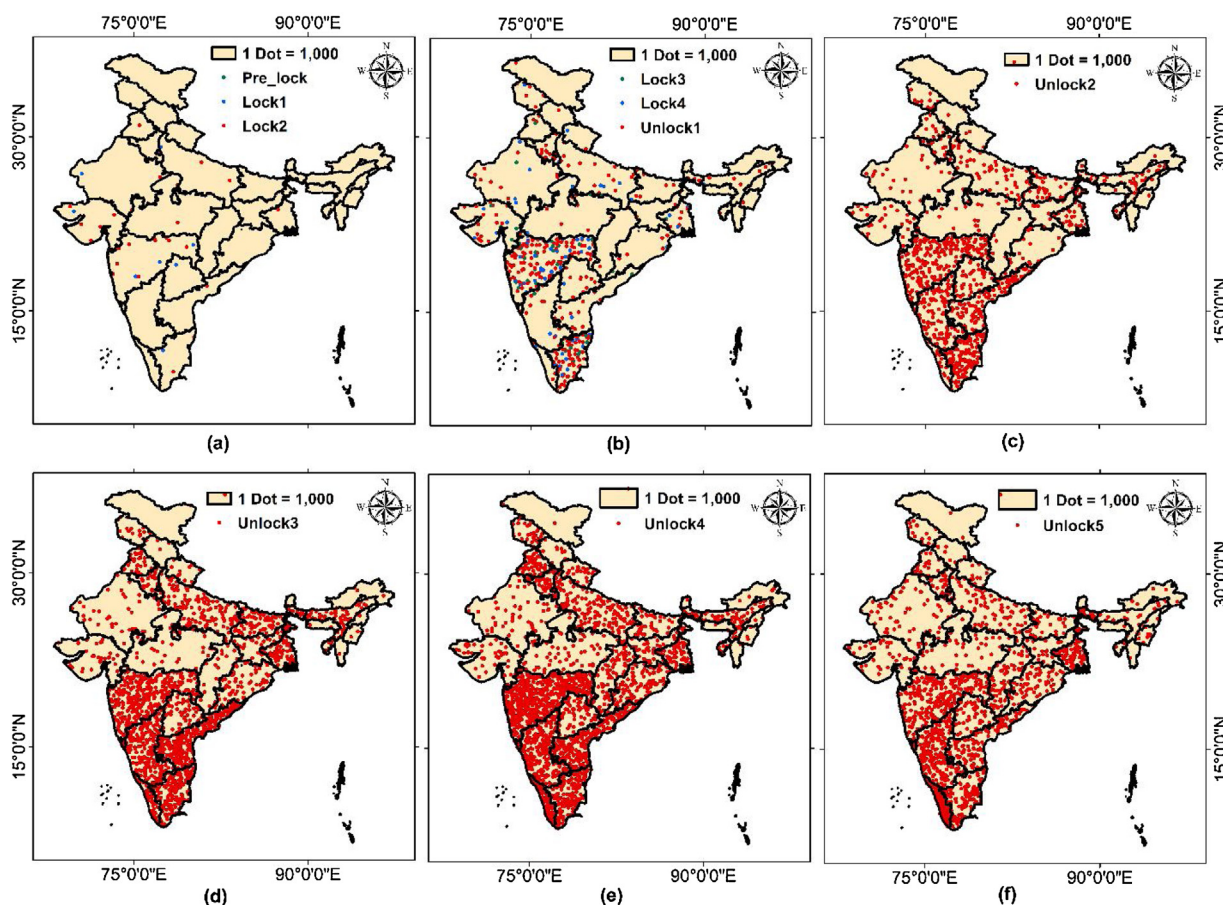 75°0'0"E 90°0'0"E 75°0'0"E 90°0'0"E 75°0'0"E 90°0'0"E
1 Dot = 1,000
Pre_lock
Lock1
Lock2
N
W E
S
1 Dot = 1,000
Lock3
Lock4
Unlock1
N
W E
S
1 Dot = 1,000
Unlock2
N
W E
S
30°0'0"N
15°0'0"N
30°0'0"N
15°0'0"N
(a) (b) (c)
1 Dot = 1,000
Unlock3
N
W E
S
1 Dot = 1,000
Unlock4
N
W E
S
1 Dot = 1,000
Unlock5
N
W E
S
30°0'0"N
15°0'0"N
30°0'0"N
15°0'0"N
75°0'0"E 90°0'0"E 75°0'0"E 90°0'0"E 75°0'0"E 90°0'0"E
(d) (e) (f)